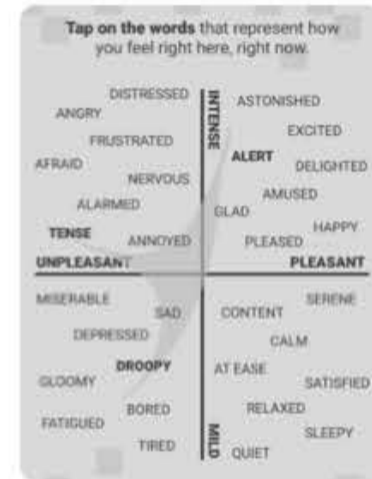 Tap on the words that represent how
you feel right here, right now.
DISTRESSED
ANGRY
FRUSTRATED
AFRAID
NERVOUS
ALARMED
TENSE
ANNOYED
INTENSE
ASTONISHED
EXCITED
ALERT
DELIGHTED
AMUSED
GLAD
HAPPY
PLEASED
UNPLEASANT
PLEASANT
MISERABLE
SAD
DEPRESSED
DROOPY
GLOOMY
BORED
FATIGUED
TIRED
SERENE
CONTENT
CALM
AT EASE
SATISFIED
RELAXED
SLEEPY
QUIET
MILD